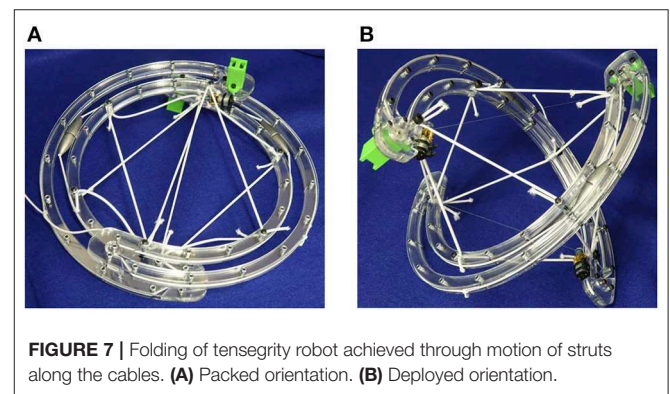 A
B
FIGURE 7 | Folding of tensegrity robot achieved through motion of struts
along the cables. (A) Packed orientation. (B) Deployed orientation.